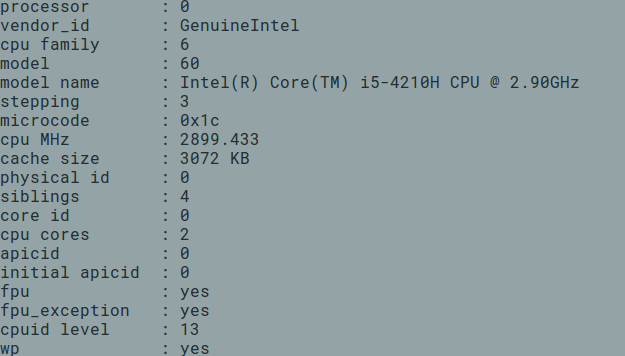 processor : 0
vendor_id : GenuineIntel
cpu family : 6
model : 60
model name : Intel(R) Core(TM) i5-4210H CPU @ 2.90GHz
stepping : 3
microcode : 0x1c
cpu MHz : 2899.433
cache size : 3072 KB
physical id : 0
siblings : 4
core id : 0
cpu cores : 2
apicid : 0
initial apicid : 0
fpu : yes
fpu_exception : yes
cpuid level : 13
wp : yes